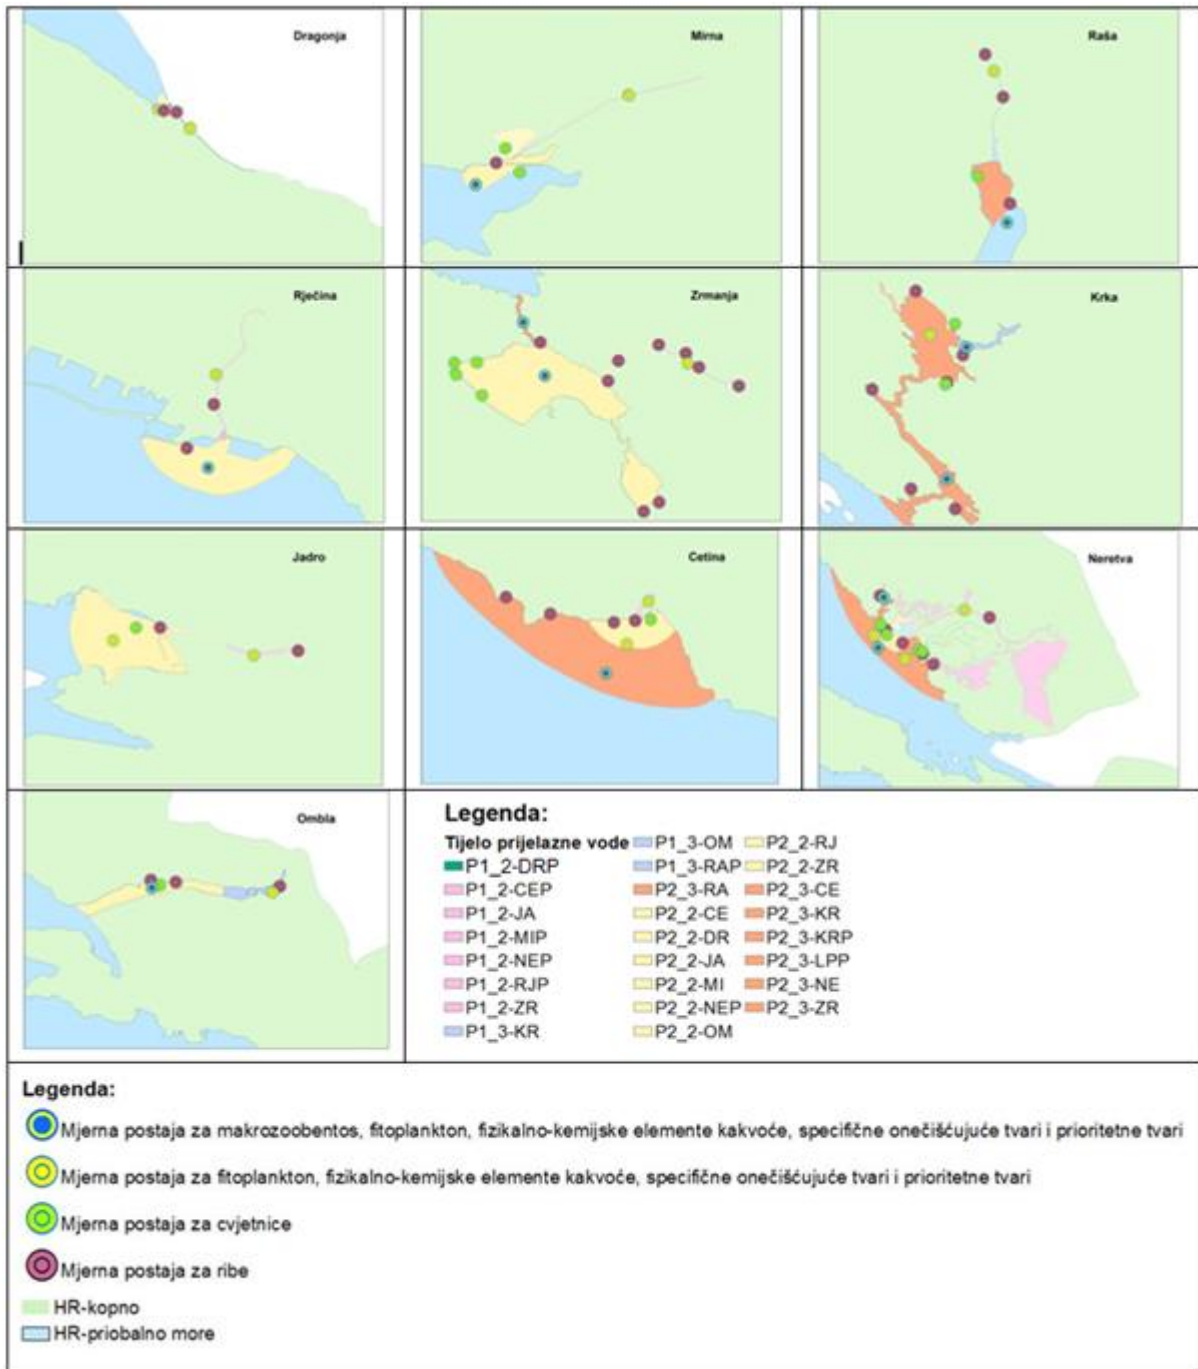 Dragonja
Mirna
Raša
Rječina
Zrmanja
Krka
Jadro
Cetina
Neretva
Ombla
Legenda:
Tijelo prijelazne vode
P1_2-DRP
P1_2-CEP
P1_2-JA
P1_2-MIP
P1_2-NEP
P1_2-RJP
P1_2-ZR
P1_3-KR
P1_3-OM
P1_3-RAP
P2_3-RA
P2_2-CE
P2_2-DR
P2_2-JA
P2_2-MI
P2_2-NEP
P2_2-OM
P2_2-RJ
P2_2-ZR
P2_3-CE
P2_3-KR
P2_3-KRP
P2_3-LPP
P2_3-NE
P2_3-ZR
Legenda:
Mjerna postaja za makrozoobentos, fitoplankton, fizikalno-kemijske elemente kakvoće, specifične onečišćujuće tvari i prioritetne tvari
Mjerna postaja za fitoplankton, fizikalno-kemijske elemente kakvoće, specifične onečišćujuće tvari i prioritetne tvari
Mjerna postaja za cvjetnice
Mjerna postaja za ribe
HR-kopno
HR-priobalno more